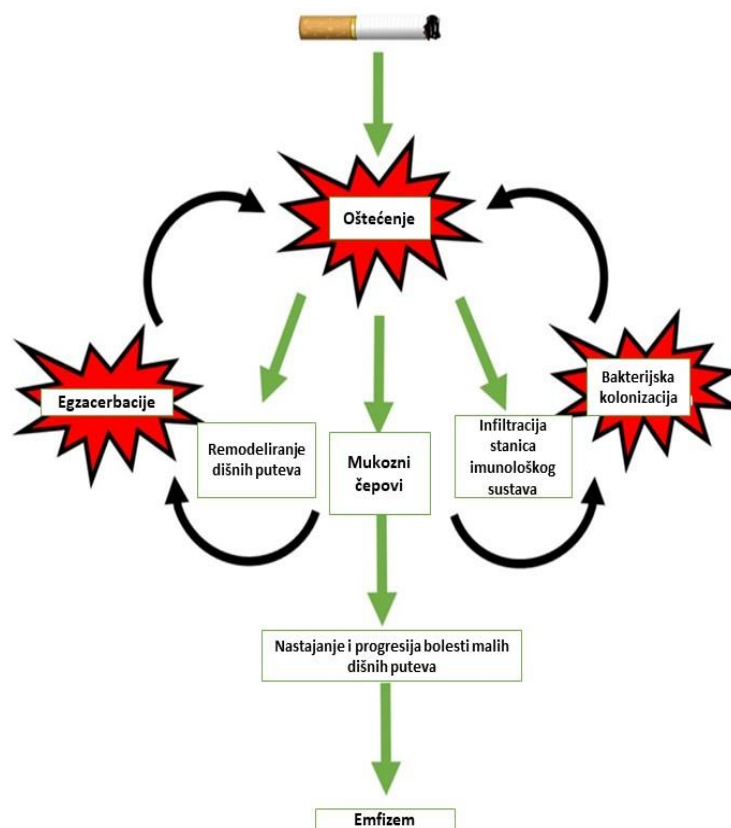 Oštećenje
Egzacerbacije
Bakterijska
kolonizacija
Remodeliranje
dišnih puteva
Mukozni
čepovi
Infiltracija
stanica
imunološkog
sustava
Nastajanje i progresija bolesti malih
dišnih puteva
Emfizem